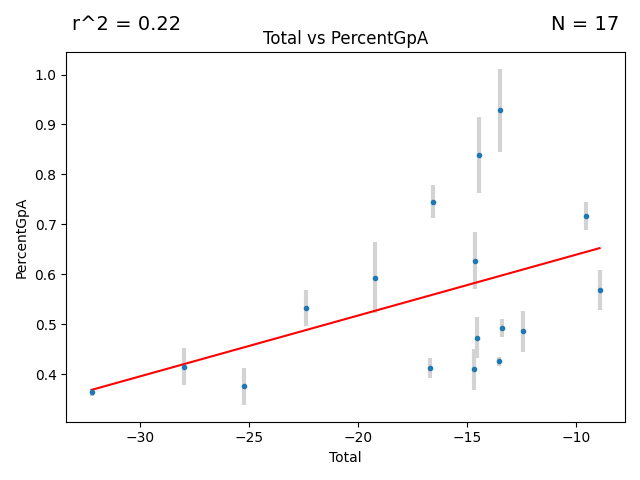 r^2 = 0.22
N = 17
Total vs PercentGpA
1.0
0.9
0.8
0.7
0.6
0.5
0.4
PercentGpA
−30
−25
−20
−15
−10
Total